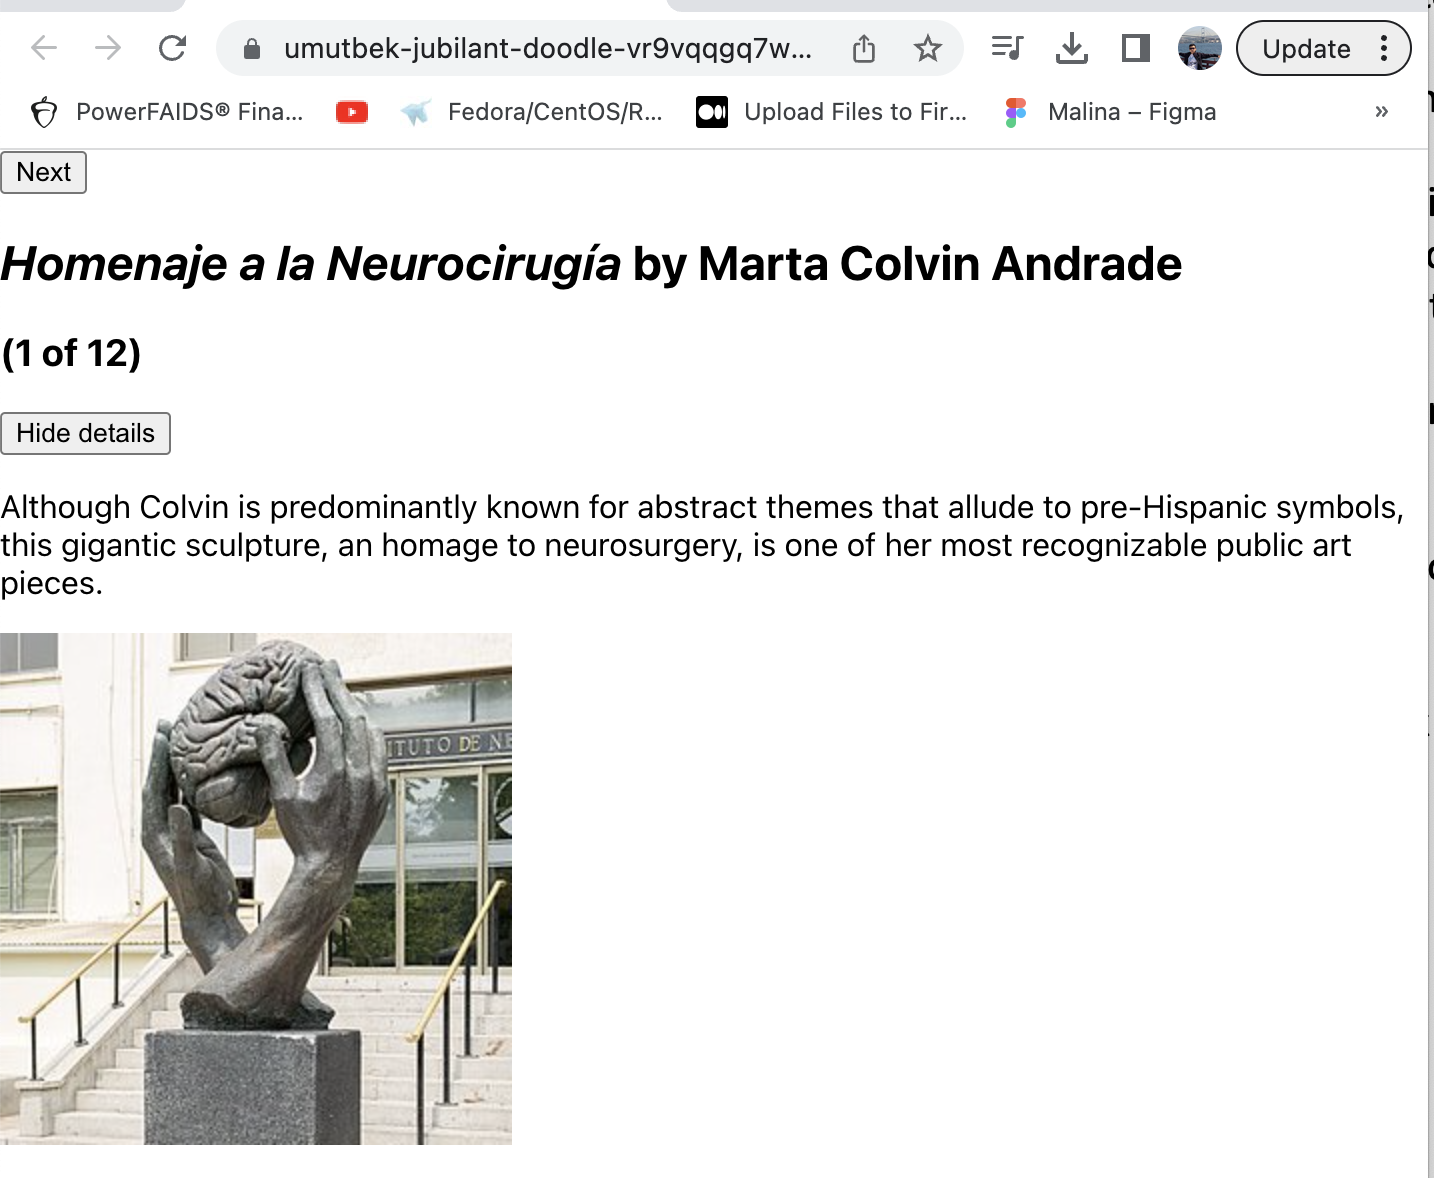 umutbek-jubilant-doodle-vr9vqqgq7w...
Update
PowerFAIDS® Fina...
Fedora/CentOS/R...
Upload Files to Fir...
Malina – Figma
»
Next
Homenaje a la Neurocirugía by Marta Colvin Andrade
(1 of 12)
Hide details
Although Colvin is predominantly known for abstract themes that allude to pre-Hispanic symbols,
this gigantic sculpture, an homage to neurosurgery, is one of her most recognizable public art
pieces.
ITUTO DE NE